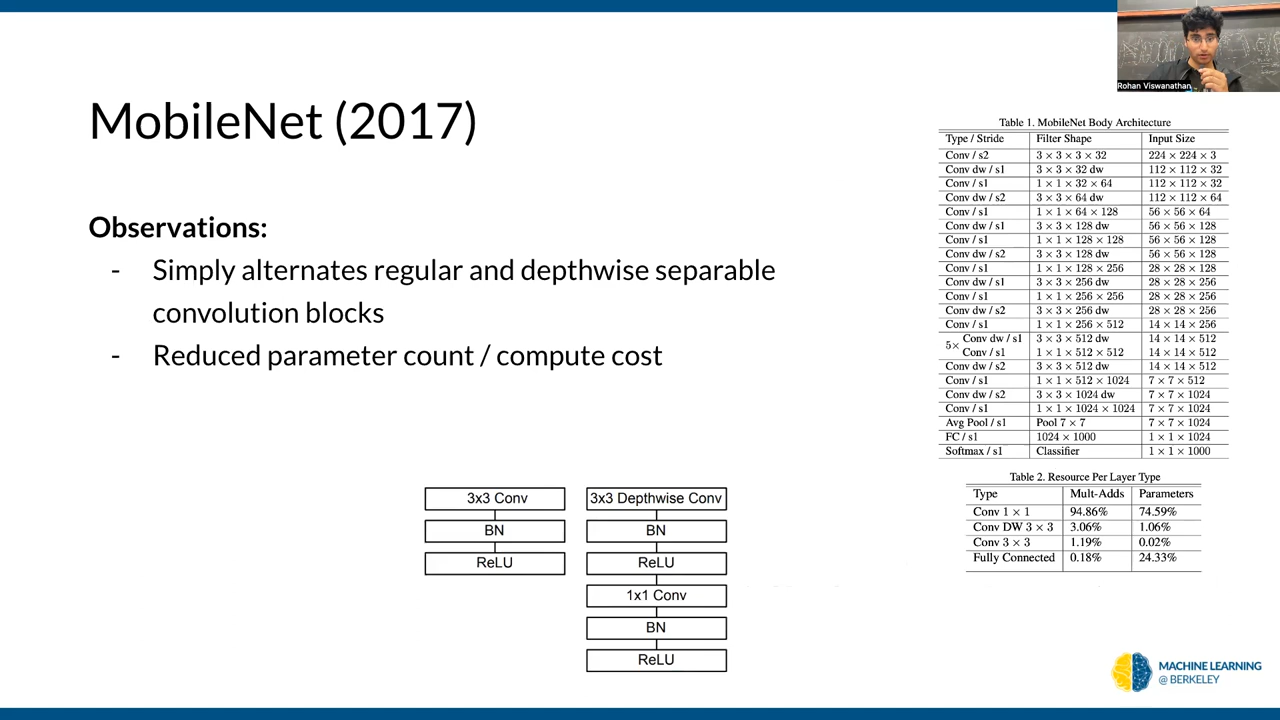 Rohan Viswanathan
MobileNet (2017)
Observations:
- Simply alternates regular and depthwise separable
convolution blocks
- Reduced parameter count / compute cost
3x3 Conv
BN
ReLU
3x3 Depthwise Conv
BN
ReLU
1x1 Conv
BN
ReLU
Table 1. MobileNet Body Architecture
Type / Stride Filter Shape Input Size
Conv / s2 3 × 3 × 3 × 32 224 × 224 × 3
Conv dw / s1 3 × 3 × 32 dw 112 × 112 × 32
Conv / s1 1 × 1 × 32 × 64 112 × 112 × 32
Conv dw / s2 3 × 3 × 64 dw 112 × 112 × 64
Conv / s1 1 × 1 × 64 × 128 56 × 56 × 64
Conv dw / s1 3 × 3 × 128 dw 56 × 56 × 128
Conv / s1 1 × 1 × 128 × 128 56 × 56 × 128
Conv dw / s2 3 × 3 × 128 dw 56 × 56 × 128
Conv / s1 1 × 1 × 128 × 256 28 × 28 × 128
Conv dw / s1 3 × 3 × 256 dw 28 × 28 × 256
Conv / s1 1 × 1 × 256 × 256 28 × 28 × 256
Conv dw / s2 3 × 3 × 256 dw 28 × 28 × 256
Conv / s1 1 × 1 × 256 × 512 14 × 14 × 256
5× Conv dw / s1 3 × 3 × 512 dw 14 × 14 × 512
Conv / s1 1 × 1 × 512 × 512 14 × 14 × 512
Conv dw / s2 3 × 3 × 512 dw 14 × 14 × 512
Conv / s1 1 × 1 × 512 × 1024 7 × 7 × 512
Conv dw / s2 3 × 3 × 1024 dw 7 × 7 × 1024
Conv / s1 1 × 1 × 1024 × 1024 7 × 7 × 1024
Avg Pool / s1 Pool 7 × 7 7 × 7 × 1024
FC / s1 1024 × 1000 1 × 1 × 1024
Softmax / s1 Classifier 1 × 1 × 1000
Table 2. Resource Per Layer Type
Type Mult-Adds Parameters
Conv 1 × 1 94.86% 74.59%
Conv DW 3 × 3 3.06% 1.06%
Conv 3 × 3 1.19% 0.02%
Fully Connected 0.18% 24.33%
MACHINE LEARNING
@ BERKELEY